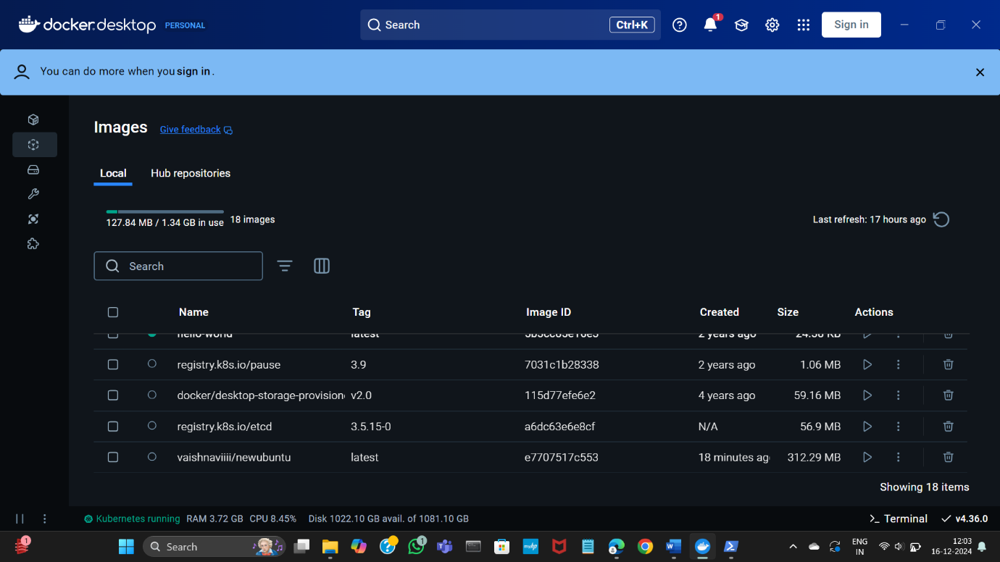 docker.desktop PERSONAL Search Ctrl+K 1 Sign in
You can do more when you sign in.
Images Give feedback
Local Hub repositories
127.84 MB / 1.34 GB in use 18 images Last refresh: 17 hours ago
Search
Name Tag Image ID Created Size Actions
hello-world latest 2 years ago
registry.k8s.io/pause 3.9 7031c1b28338 2 years ago 1.06 MB
docker/desktop-storage-provision v2.0 115d77efe6e2 4 years ago 59.16 MB
registry.k8s.io/etcd 3.5.15-0 a6dc63e6e8cf N/A 56.9 MB
vaishnaviiii/newubuntu latest e7707517c553 18 minutes ag 312.29 MB
Showing 18 items
Kubernetes running RAM 3.72 GB CPU 8.45% Disk 1022.10 GB avail. of 1081.10 GB Terminal v4.36.0
1 Search 1 myhp W ENG 12:03
IN 16-12-2024